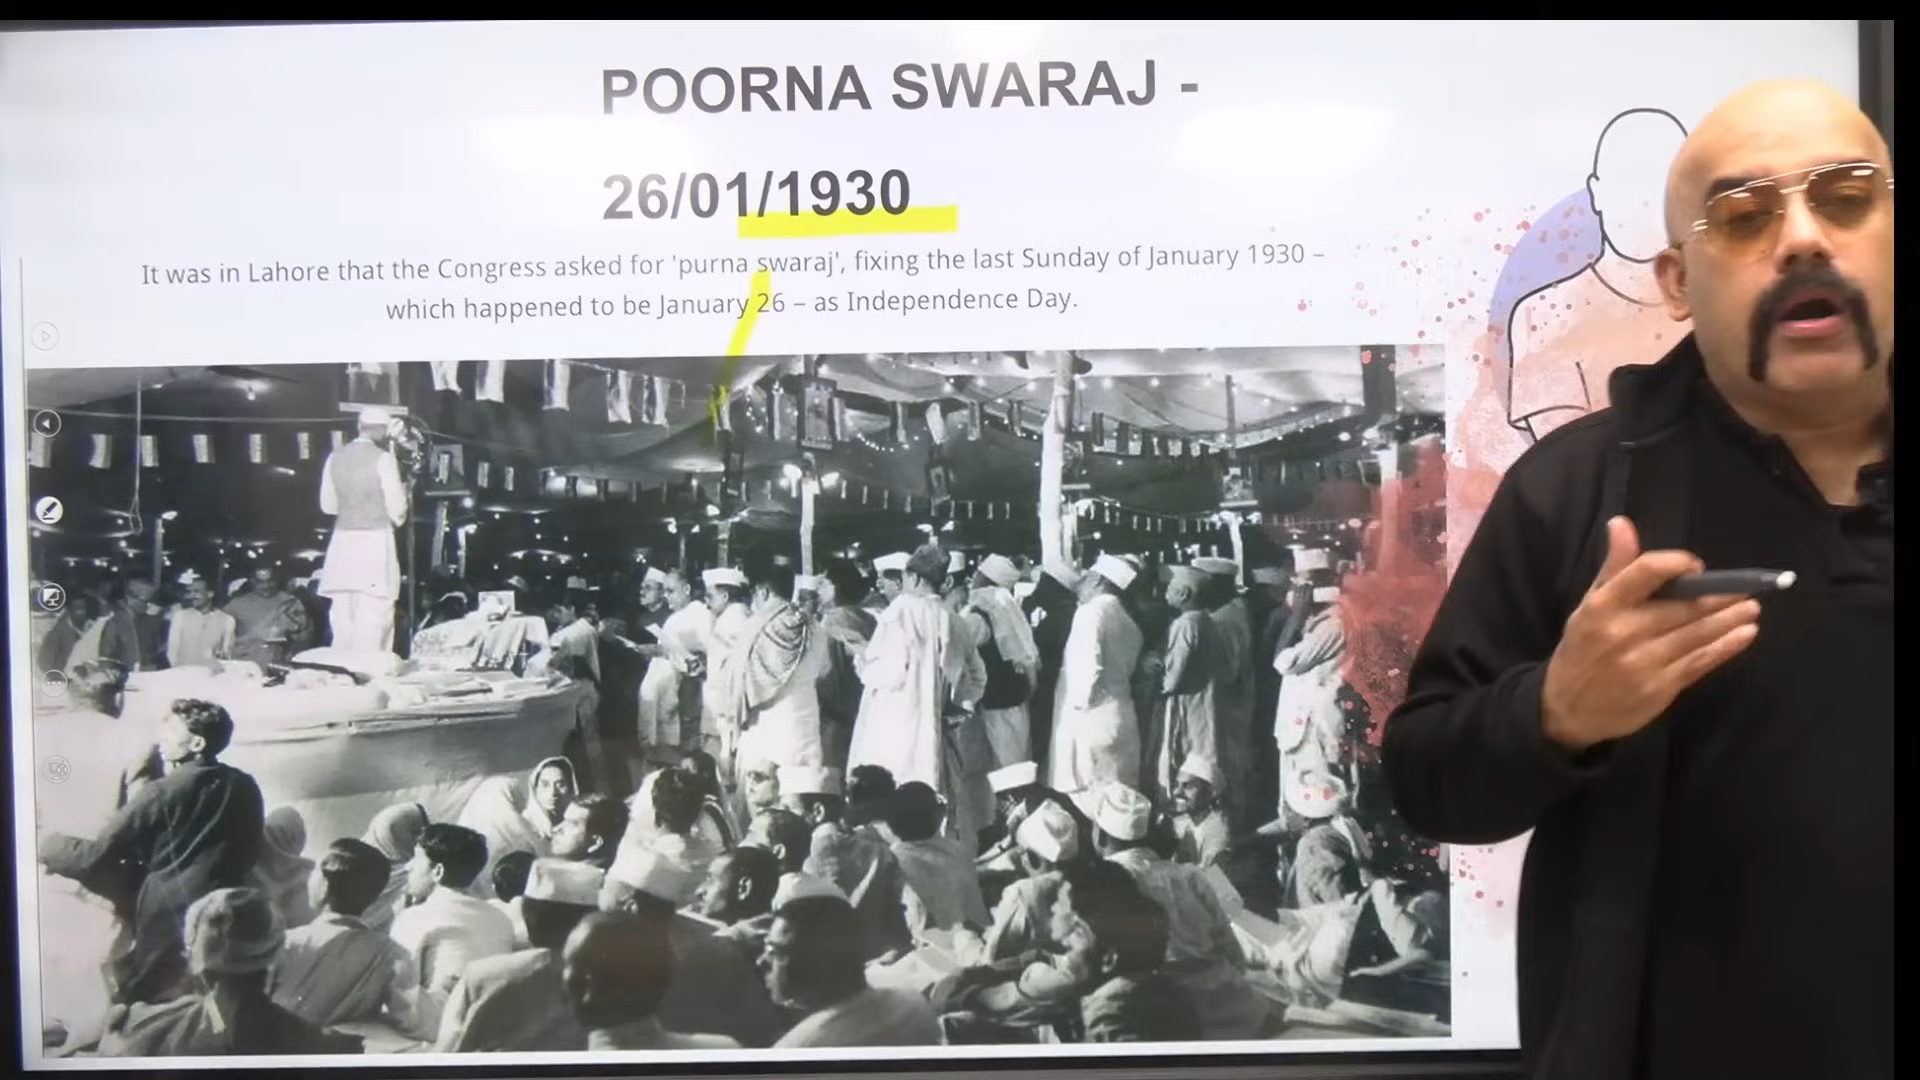 POORNA SWARAJ -
26/01/1930
It was in Lahore that the Congress asked for 'purna swaraj', fixing the last Sunday of January 1930 –
which happened to be January 26 – as Independence Day.